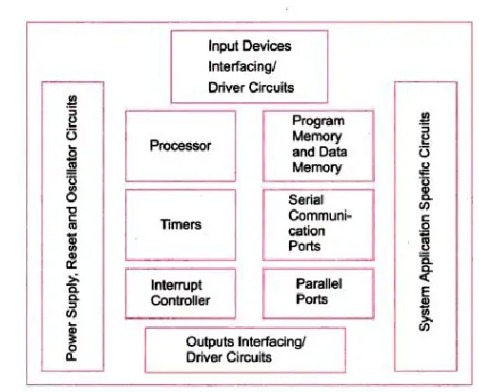 Input Devices
Interfacing/
Driver Circuits
Power Supply, Reset and Oscillator Circuits
Processor
Program
Memory
and Data
Memory
Timers
Serial
Communi-
cation
Ports
Interrupt
Controller
Parallel
Ports
System Application Specific Circuits
Outputs Interfacing/
Driver Circuits